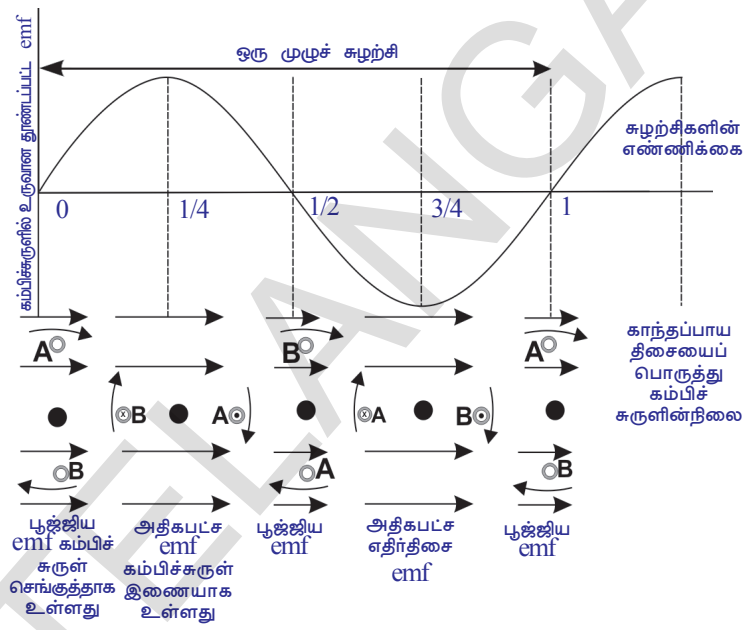 கம்பிச்சுருளில் உருவான தூண்டப்பட்ட emf
ஒரு முழுச் சுழற்சி
சுழற்சிகளின்
எண்ணிக்கை
0 1/4 1/2 3/4 1
A B A
B A A B
B A B
காந்தப்பாய
திசையைப்
பொருத்து
கம்பிச்
சுருளின்நிலை
பூஜ்ஜிய
emf கம்பிச்
சுருள்
செங்குத்தாக
உள்ளது
அதிகபட்ச
emf
கம்பிச்சுருள்
இணையாக
உள்ளது
பூஜ்ஜிய
emf
அதிகபட்ச
எதிர்திசை
emf
பூஜ்ஜிய
emf